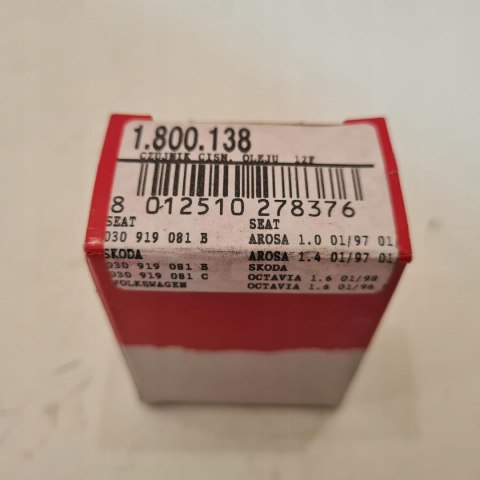 1.800.138
CZUJNIK CISN. OLEJU 12F
8 012510 278376
SEAT SEAT
030 919 081 B AROSA 1.0 01/97 01/
SKODA AROSA 1.4 01/97 01
030 919 081 B SKODA
030 919 081 C OCTAVIA 1.6 01/98
VOLKSWAGEN OCTAVIA 1.6 01/96